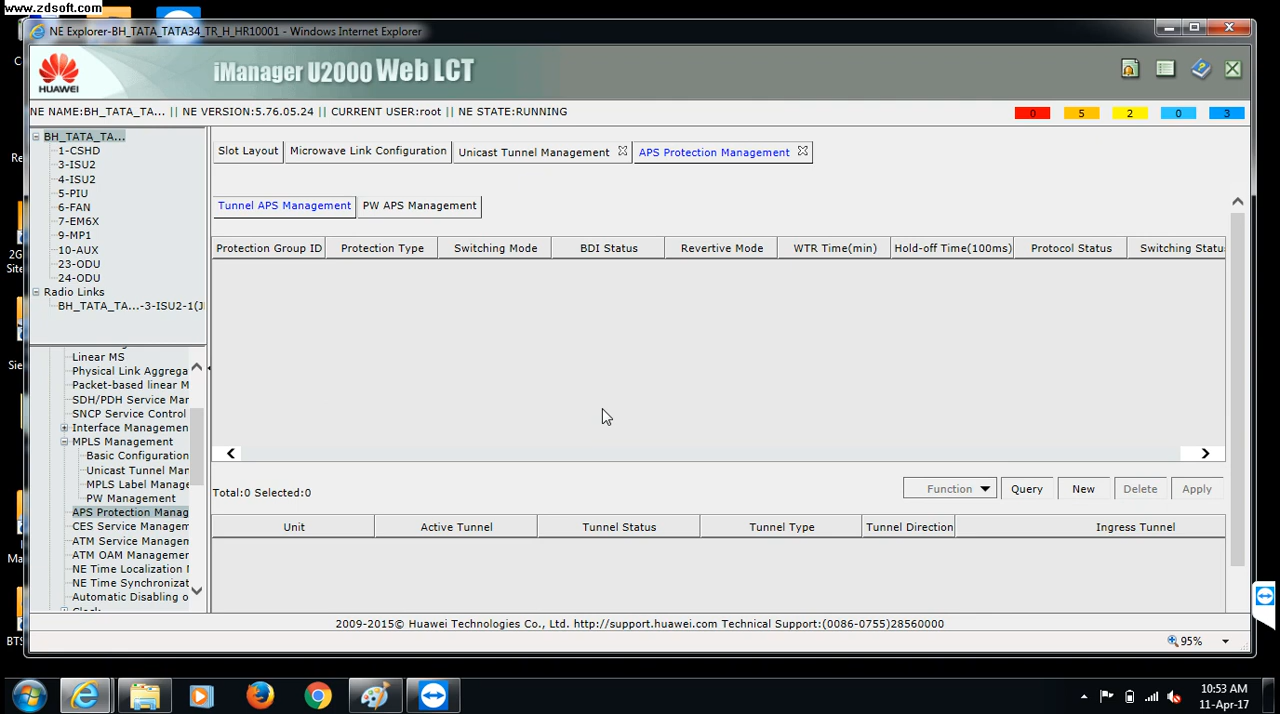 www.zdsoft.com
NE Explorer-BH_TATA_TATA34_TR_H_HR10001 - Windows Internet Explorer
HUAWEI
iManager U2000 Web LCT
NE NAME:BH_TATA_TA... || NE VERSION:5.76.05.24 || CURRENT USER:root || NE STATE:RUNNING
0 5 2 0 3
BH_TATA_TA...
1-CSHD
3-ISU2
4-ISU2
5-PIU
6-FAN
7-EM6X
9-MP1
10-AUX
23-ODU
24-ODU
Radio Links
BH_TATA_TA...-3-ISU2-1(J
Linear MS
Physical Link Aggrega
Packet-based linear M
SDH/PDH Service Mar
SNCP Service Control
Interface Managemen
MPLS Management
Basic Configuration
Unicast Tunnel Mar
MPLS Label Manage
PW Management
APS Protection Manag
CES Service Managem
ATM Service Managem
ATM OAM Managemen
NE Time Localization
NE Time Synchronizat
Automatic Disabling o
Clock
Slot Layout Microwave Link Configuration Unicast Tunnel Management APS Protection Management
Tunnel APS Management PW APS Management
Protection Group ID Protection Type Switching Mode BDI Status Revertive Mode WTR Time(min) Hold-off Time(100ms) Protocol Status Switching Statu
Total:0 Selected:0
Function Query New Delete Apply
Unit Active Tunnel Tunnel Status Tunnel Type Tunnel Direction Ingress Tunnel
2009-2015© Huawei Technologies Co., Ltd. http://support.huawei.com Technical Support:(0086-0755)28560000
95%
C
Re
2G
Site
Sie
Ma
BTS
10:53 AM
11-Apr-17